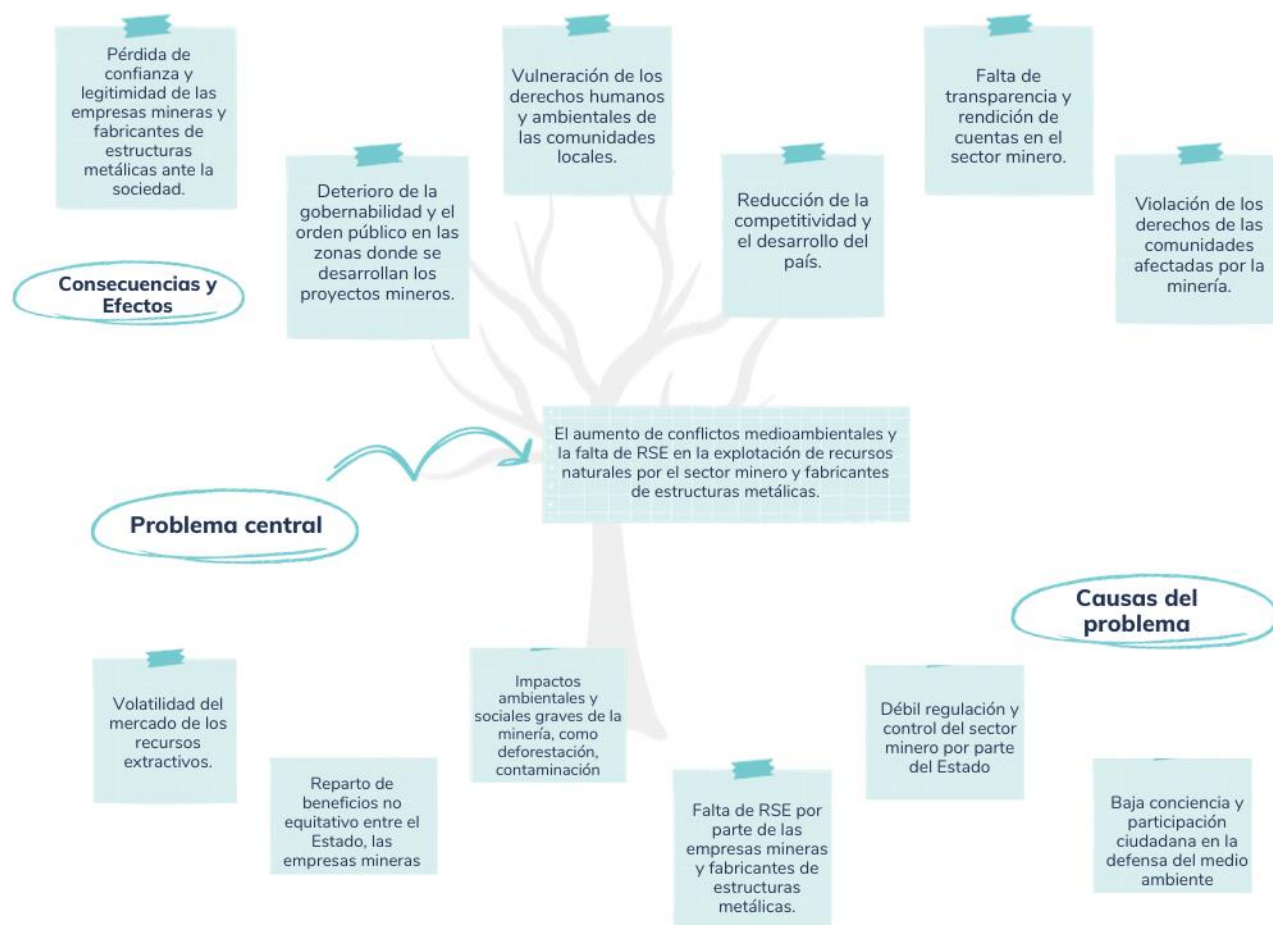 Pérdida de
confianza y
legitimidad de las
empresas mineras y
fabricantes de
estructuras
metálicas ante la
sociedad.
Deterioro de la
gobernabilidad y el
orden público en las
zonas donde se
desarrollan los
proyectos mineros.
Vulneración de los
derechos humanos
y ambientales de
las comunidades
locales.
Reducción de la
competitividad y
el desarrollo del
país.
Falta de
transparencia y
rendición de
cuentas en el
sector minero.
Violación de los
derechos de las
comunidades
afectadas por la
minería.
Consecuencias y
Efectos
El aumento de conflictos medioambientales y
la falta de RSE en la explotación de recursos
naturales por el sector minero y fabricantes
de estructuras metálicas.
Problema central
Causas del
problema
Volatilidad del
mercado de los
recursos
extractivos.
Reparto de
beneficios no
equitativo entre el
Estado, las
empresas mineras
Impactos
ambientales y
sociales graves de la
minería, como
deforestación,
contaminación
Falta de RSE por
parte de las
empresas mineras
y fabricantes de
estructuras
metálicas.
Débil regulación y
control del sector
minero por parte
del Estado
Baja conciencia y
participación
ciudadana en la
defensa del medio
ambiente